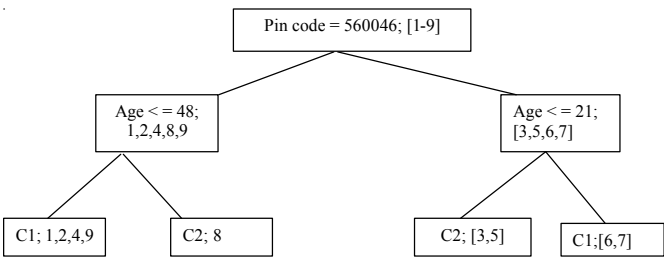 Pin code = 560046; [1-9]
Age < = 48;
1,2,4,8,9
Age < = 21;
[3,5,6,7]
C1; 1,2,4,9
C2; 8
C2; [3,5]
C1;[6,7]